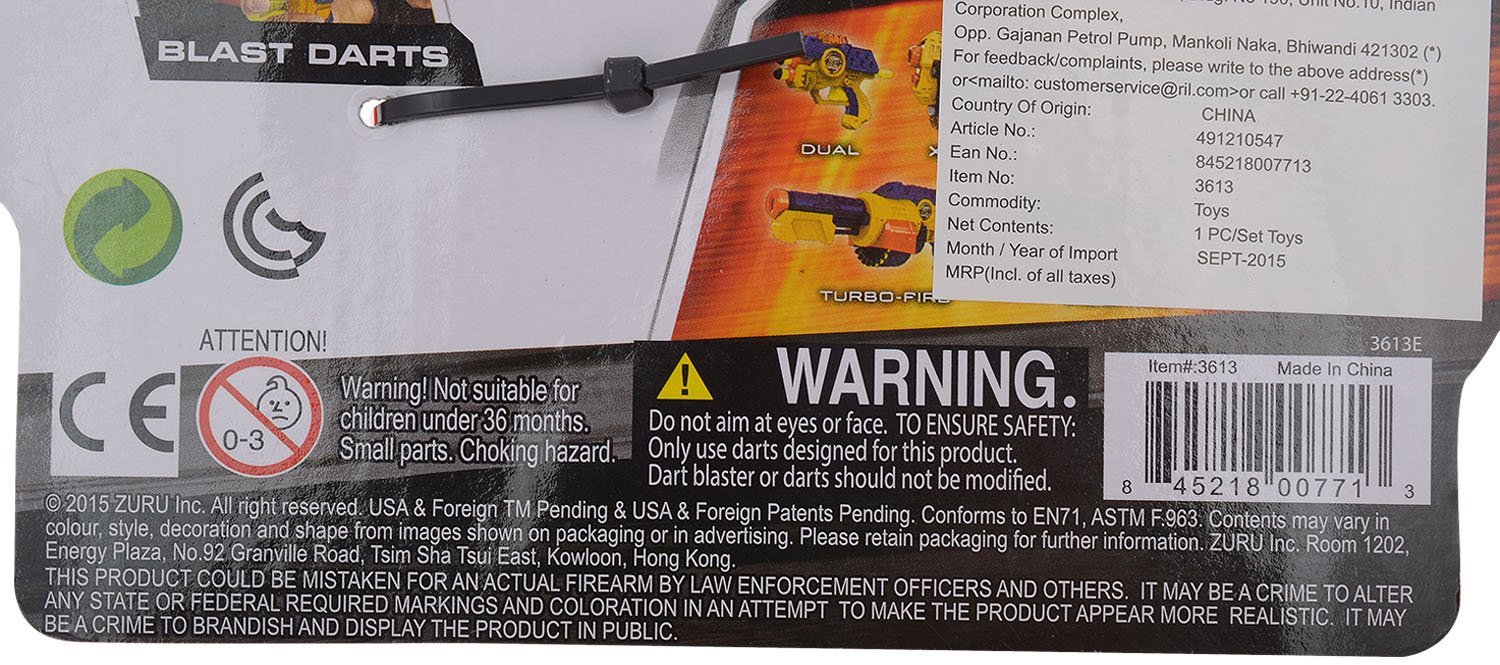 BLAST DARTS
Unit No.10, Indian
Corporation Complex,
Opp. Gajanan Petrol Pump, Mankoli Naka, Bhiwandi 421302 (*)
For feedback/complaints, please write to the above address(*)
or<mailto: customerservice@ril.com>or call +91-22-4061 3303.
Country Of Origin: CHINA
Article No.: 491210547
Ean No.: 845218007713
Item No: 3613
Commodity: Toys
Net Contents: 1 PC/Set Toys
Month / Year of Import SEPT-2015
MRP(Incl. of all taxes)
DUAL
X
TURBO-FIRE
3613E
ATTENTION!
CE
0-3
Warning! Not suitable for
children under 36 months.
Small parts. Choking hazard.
WARNING.
Do not aim at eyes or face. TO ENSURE SAFETY:
Only use darts designed for this product.
Dart blaster or darts should not be modified.
Item#:3613 Made In China
8 45218 00771 3
© 2015 ZURU Inc. All right reserved. USA & Foreign TM Pending & USA & Foreign Patents Pending. Conforms to EN71, ASTM F.963. Contents may vary in
colour, style, decoration and shape from images shown on packaging or in advertising. Please retain packaging for further information. ZURU Inc. Room 1202,
Energy Plaza, No.92 Granville Road, Tsim Sha Tsui East, Kowloon, Hong Kong.
THIS PRODUCT COULD BE MISTAKEN FOR AN ACTUAL FIREARM BY LAW ENFORCEMENT OFFICERS AND OTHERS. IT MAY BE A CRIME TO ALTER
ANY STATE OR FEDERAL REQUIRED MARKINGS AND COLORATION IN AN ATTEMPT TO MAKE THE PRODUCT APPEAR MORE REALISTIC. IT MAY
BE A CRIME TO BRANDISH AND DISPLAY THE PRODUCT IN PUBLIC.